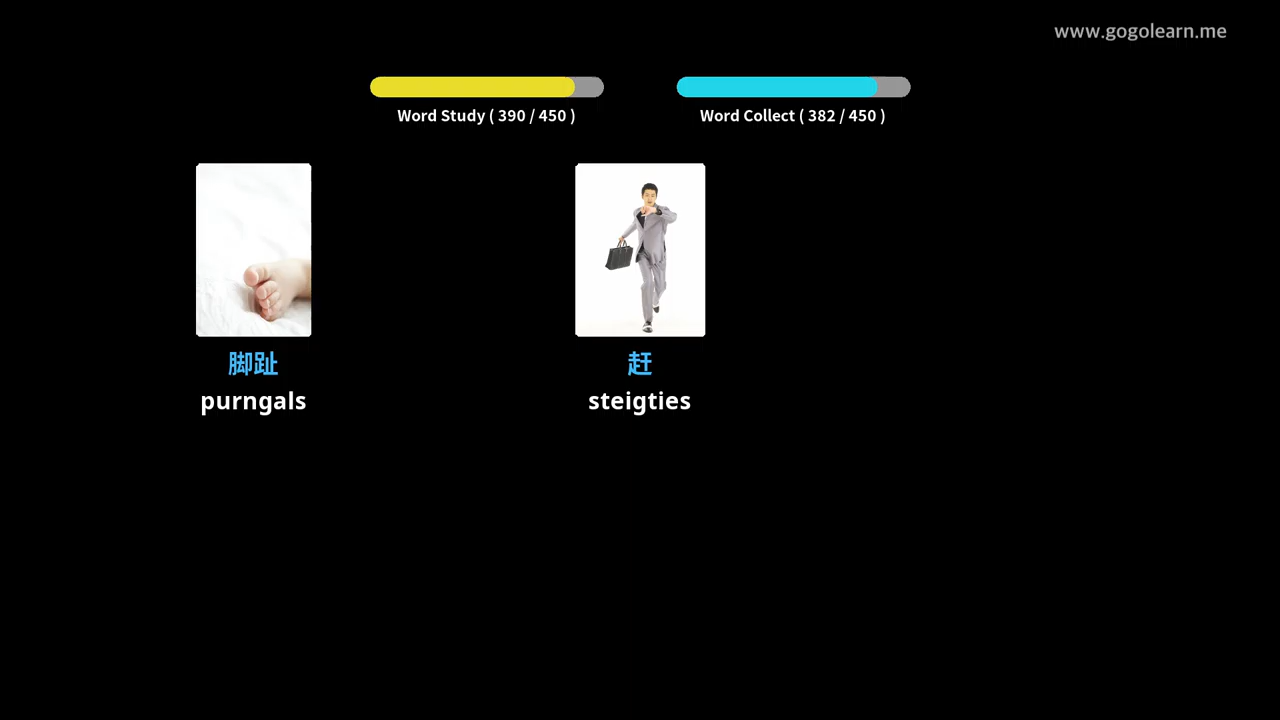 www.gogolearn.me
Word Study ( 390 / 450 )
Word Collect ( 382 / 450 )
脚趾
purngals
赶
steigties